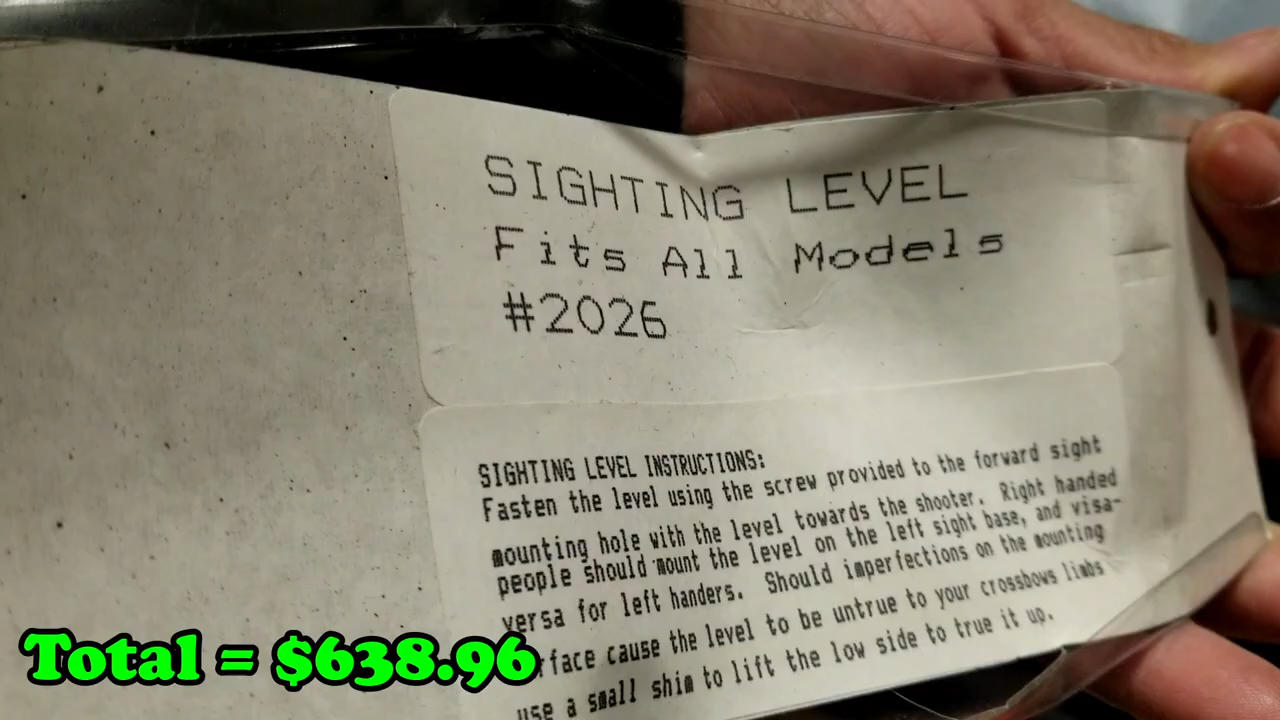 SIGHTING LEVEL
Fits All Models
#2026
SIGHTING LEVEL INSTRUCTIONS:
Fasten the level using the screw provided to the forward sight
mounting hole with the level towards the shooter. Right handed
people should mount the level on the left sight base, and visa-
versa for left handers. Should imperfections on the mounting
rface cause the level to be untrue to your crossbows limbs
use a small shim to lift the low side to true it up.
Total = $638.96